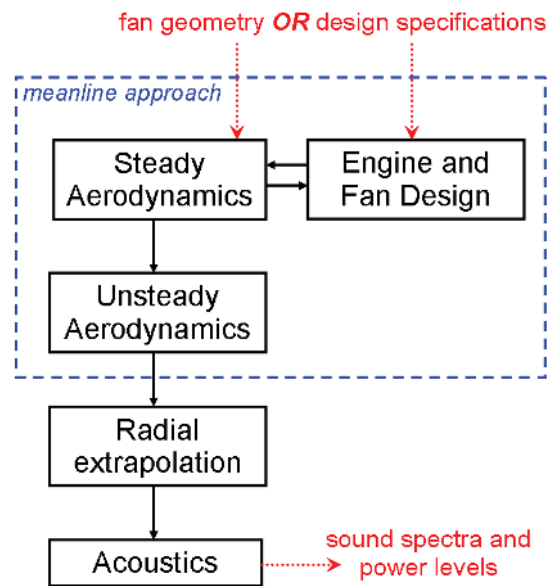 fan geometry OR design specifications
meanline approach
Steady
Aerodynamics
Engine and
Fan Design
Unsteady
Aerodynamics
Radial
extrapolation
Acoustics
sound spectra and
power levels